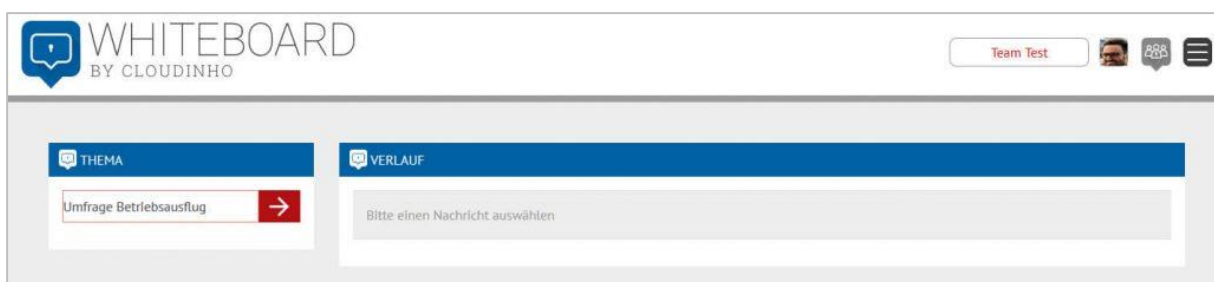 WHITEBOARD
BY CLOUDINHO
Team Test
THEMA
VERLAUF
Umfrage Betriebsausflug
Bitte einen Nachricht auswählen